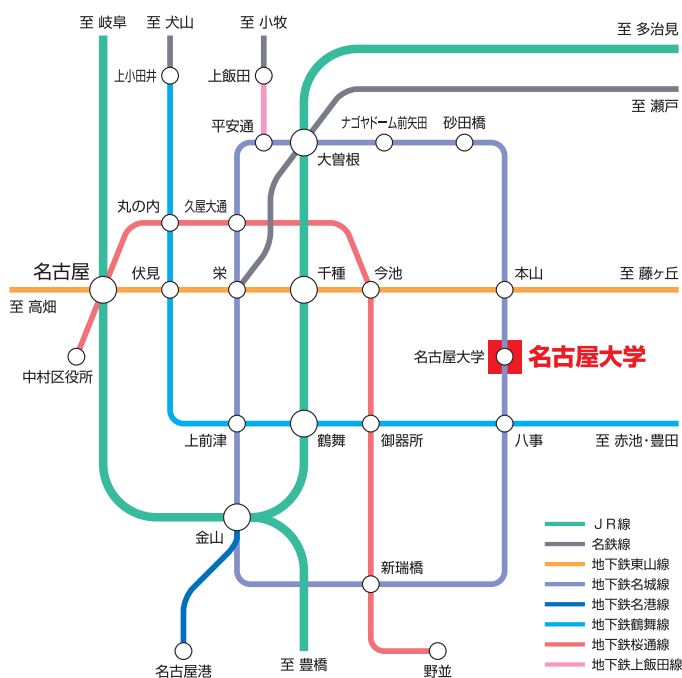 至 岐阜
至 犬山
至 小牧
至 多治見
上小田井
上飯田
至 瀬戸
平安通
ナゴヤドーム前矢田
砂田橋
大曽根
丸の内
久屋大通
名古屋
伏見
栄
千種
今池
本山
至 藤ヶ丘
至 高畑
中村区役所
名古屋大学
名古屋大学
上前津
鶴舞
御器所
八事
至 赤池・豊田
金山
新瑞橋
名古屋港
至 豊橋
野並
ＪＲ線
名鉄線
地下鉄東山線
地下鉄名城線
地下鉄名港線
地下鉄鶴舞線
地下鉄桜通線
地下鉄上飯田線